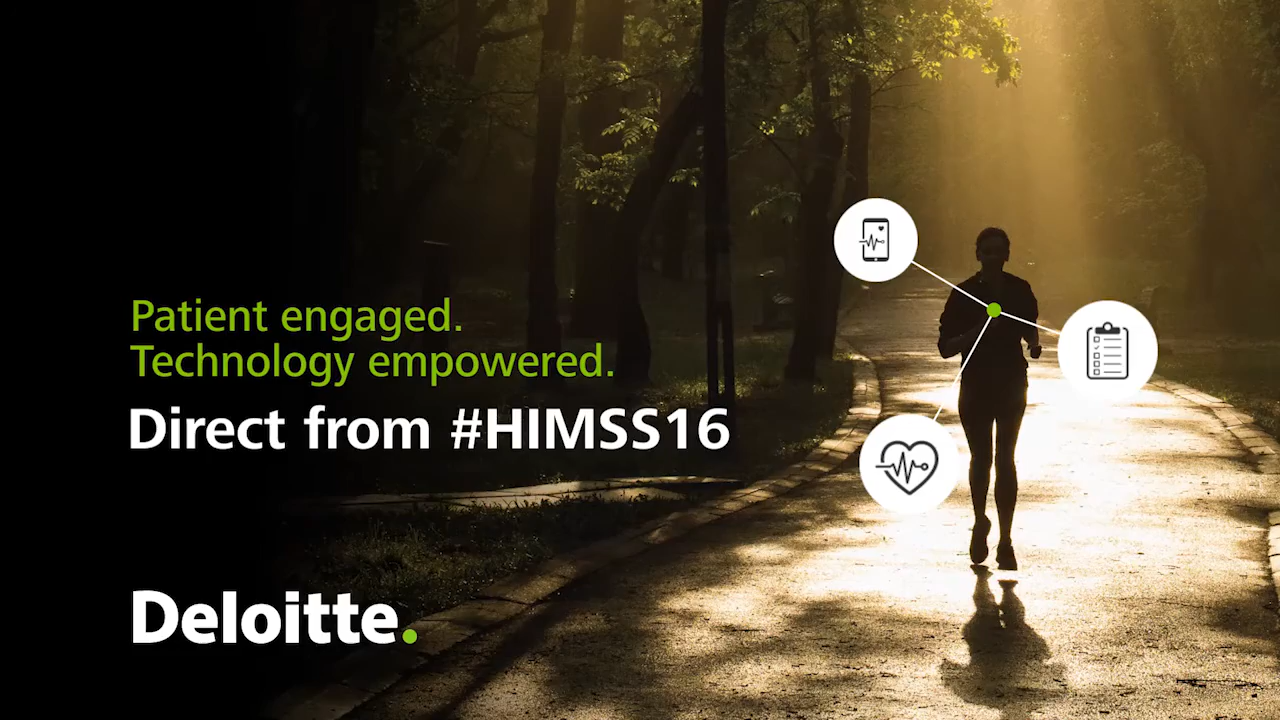 Patient engaged.
Technology empowered.
Direct from #HIMSS16
Deloitte.